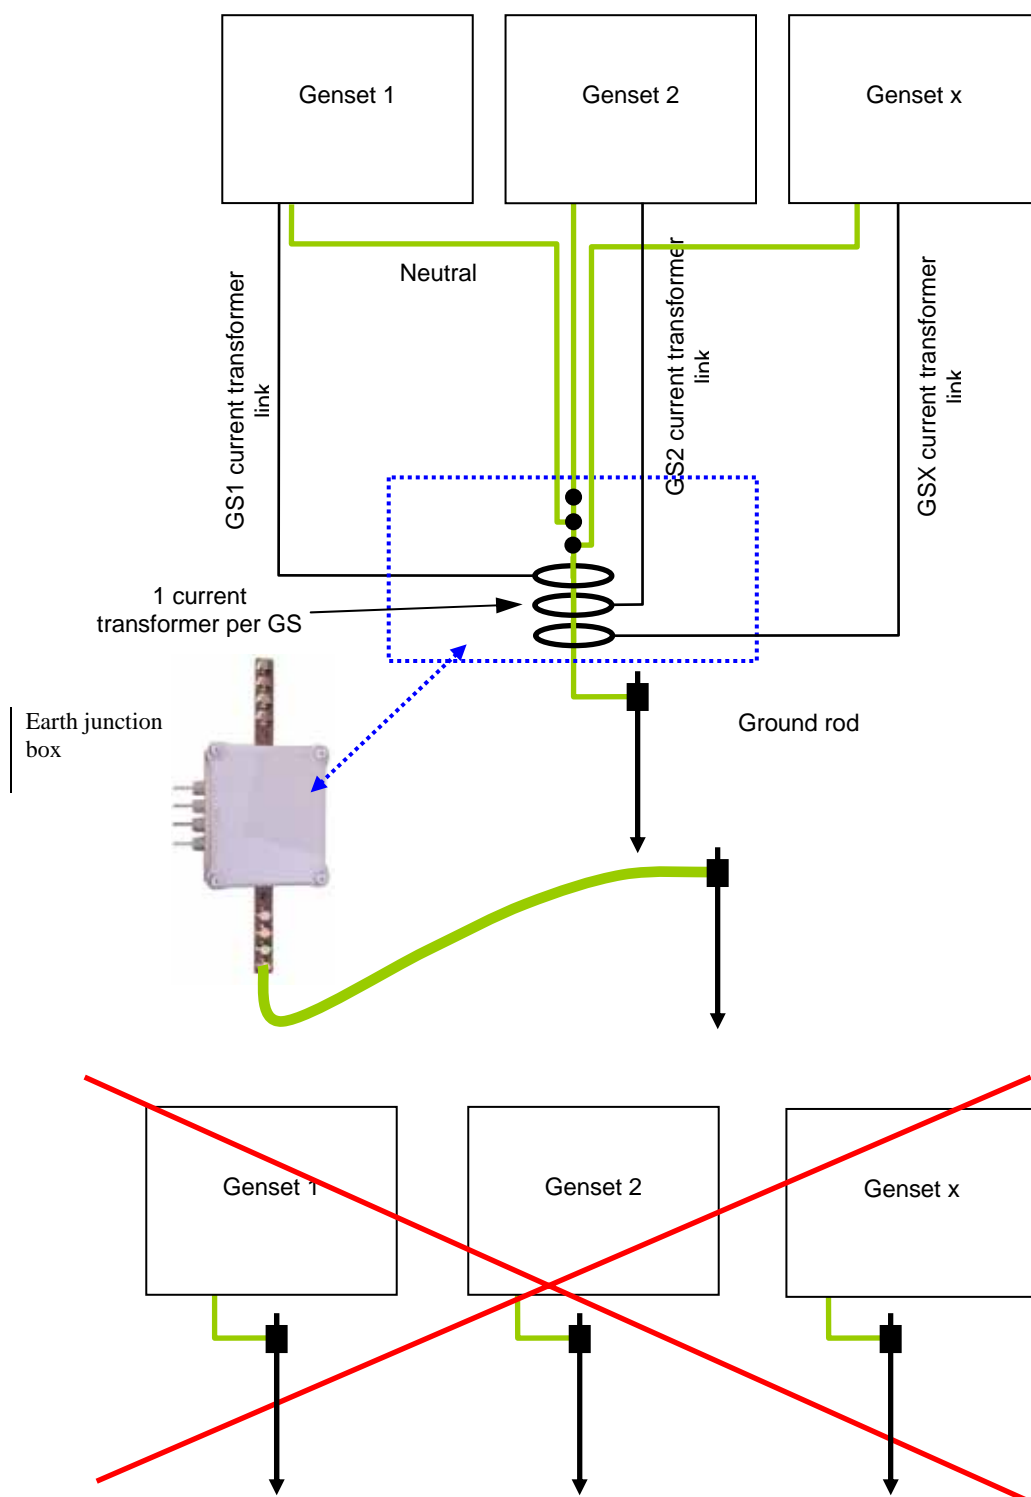 Genset 1
Genset 2
Genset x
Neutral
GS1 current transformer
link
GS2 current transformer
link
GSX current transformer
link
1 current
transformer per GS
Earth junction
box
Ground rod
Genset 1
Genset 2
Genset x